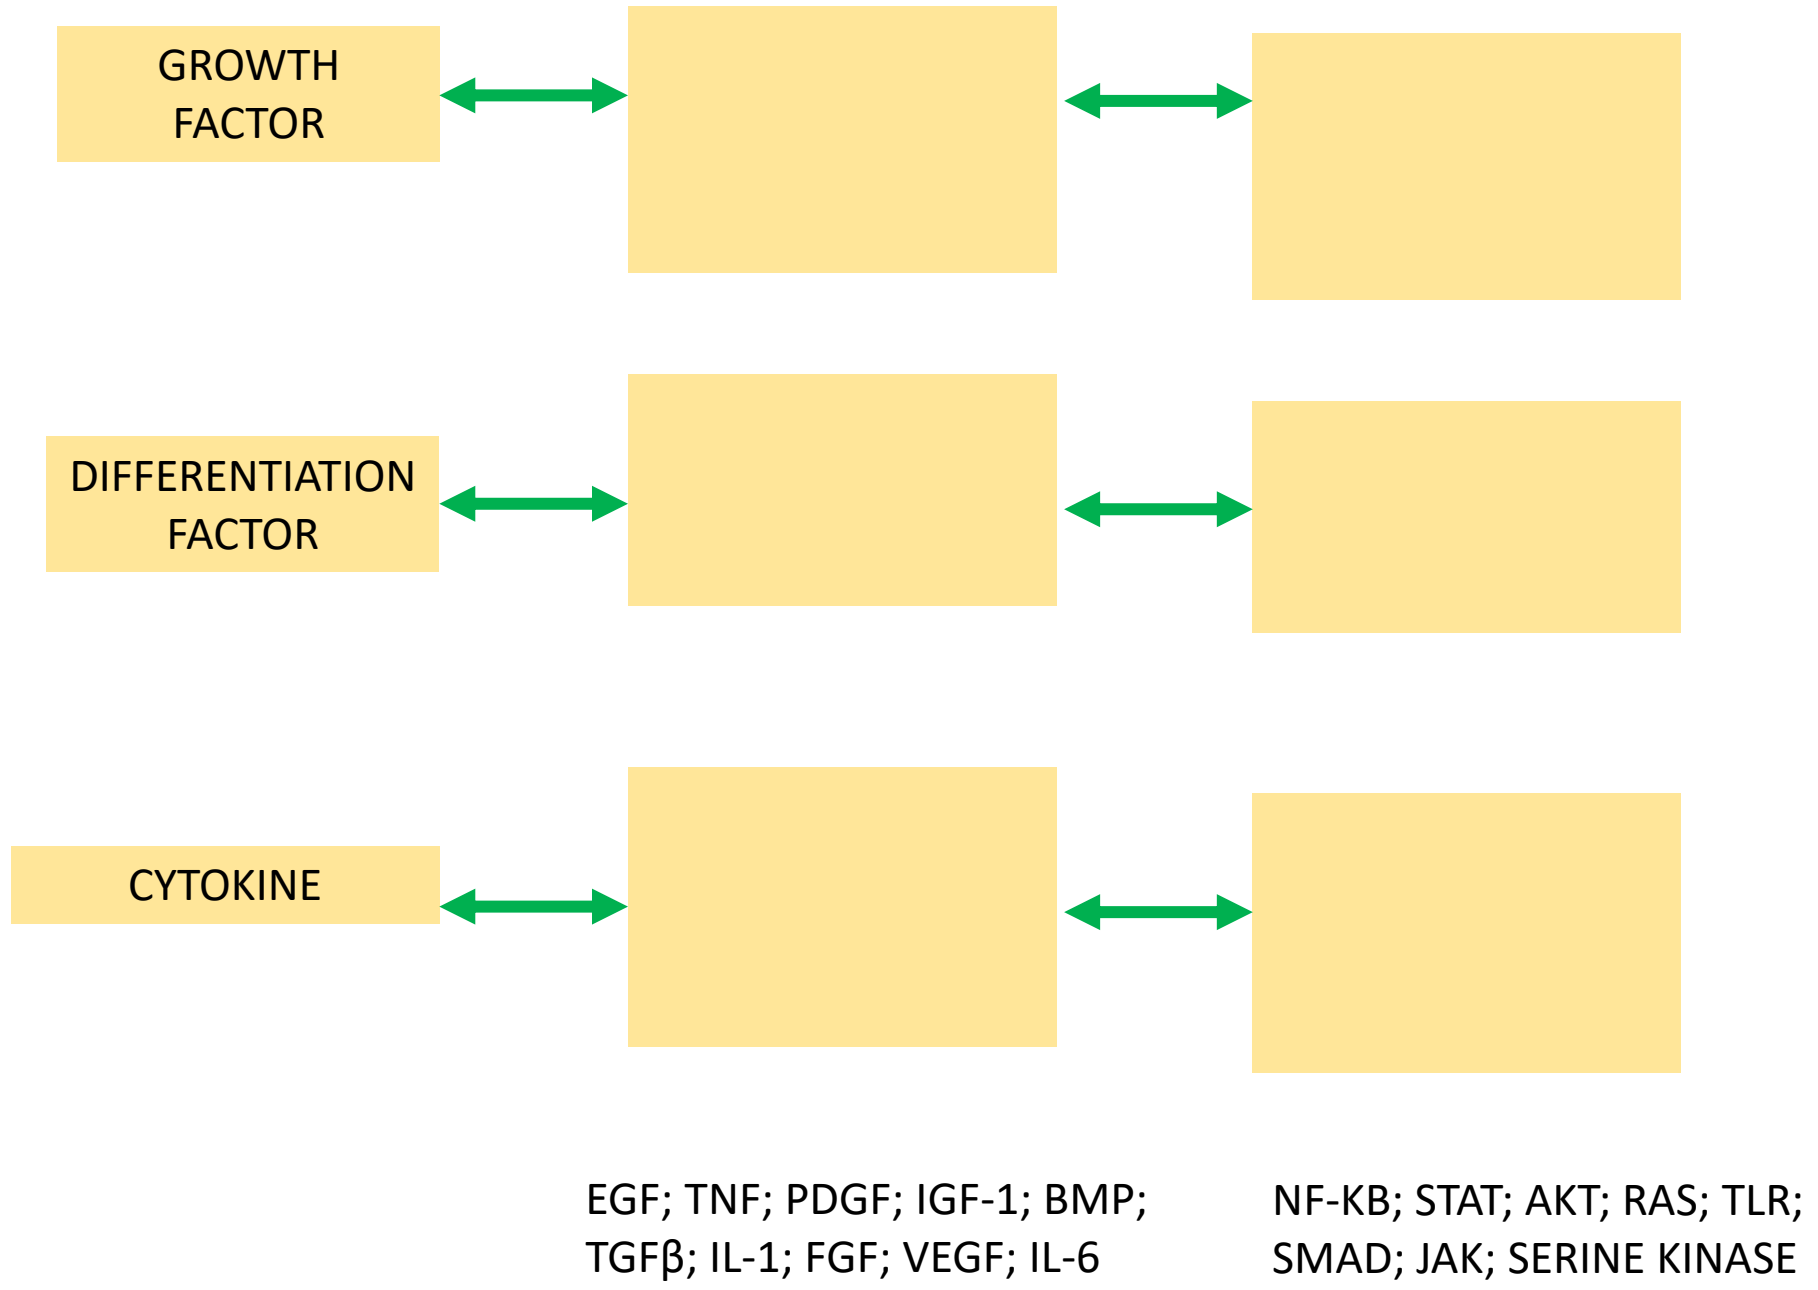 GROWTH
FACTOR
DIFFERENTIATION
FACTOR
CYTOKINE
EGF; TNF; PDGF; IGF-1; BMP;
TGFβ; IL-1; FGF; VEGF; IL-6
NF-KB; STAT; AKT; RAS; TLR;
SMAD; JAK; SERINE KINASE